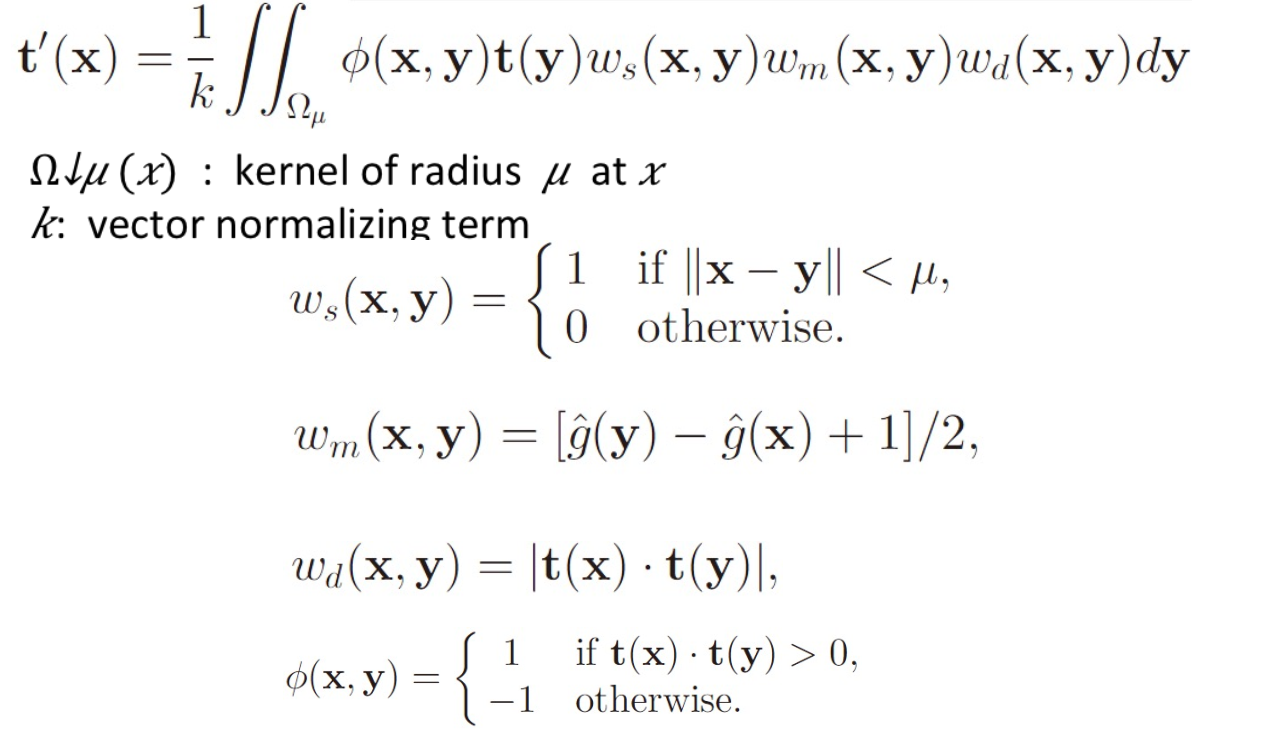 t′(x) = 1/k ∬_Ωμ ϕ(x, y)t(y)w_s(x, y)w_m(x, y)w_d(x, y)dy
Ω↓μ (x) : kernel of radius μ at x
k: vector normalizing term
w_s(x, y) = { 1 if ‖x − y‖ < μ,
0 otherwise.
w_m(x, y) = [ĝ(y) − ĝ(x) + 1]/2,
w_d(x, y) = |t(x) · t(y)|,
ϕ(x, y) = { 1 if t(x) · t(y) > 0,
−1 otherwise.